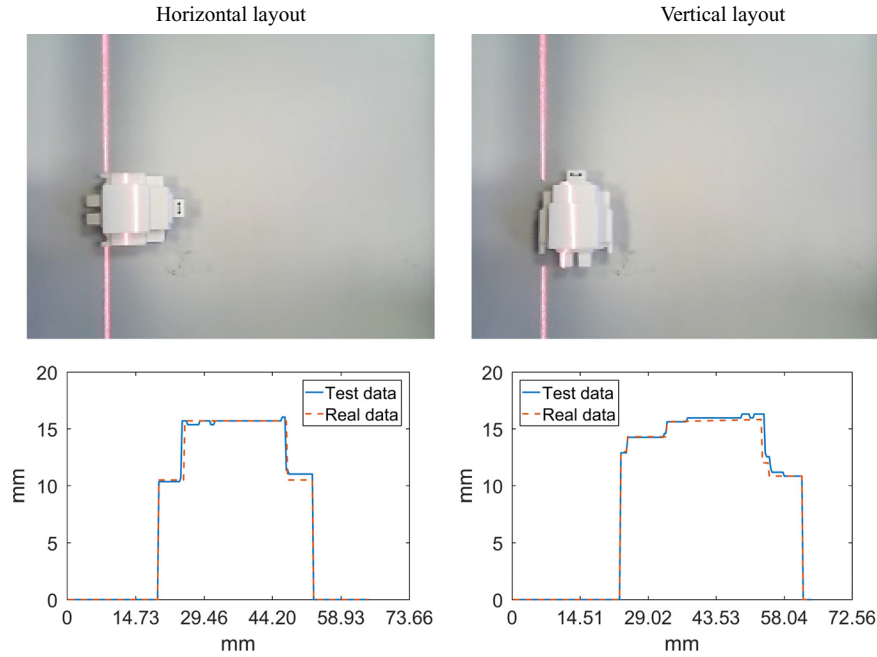 Horizontal layout
Vertical layout
20
15
10
5
0
mm
Test data
Real data
0 14.73 29.46 44.20 58.93 73.66
mm
20
15
10
5
0
mm
Test data
Real data
0 14.51 29.02 43.53 58.04 72.56
mm